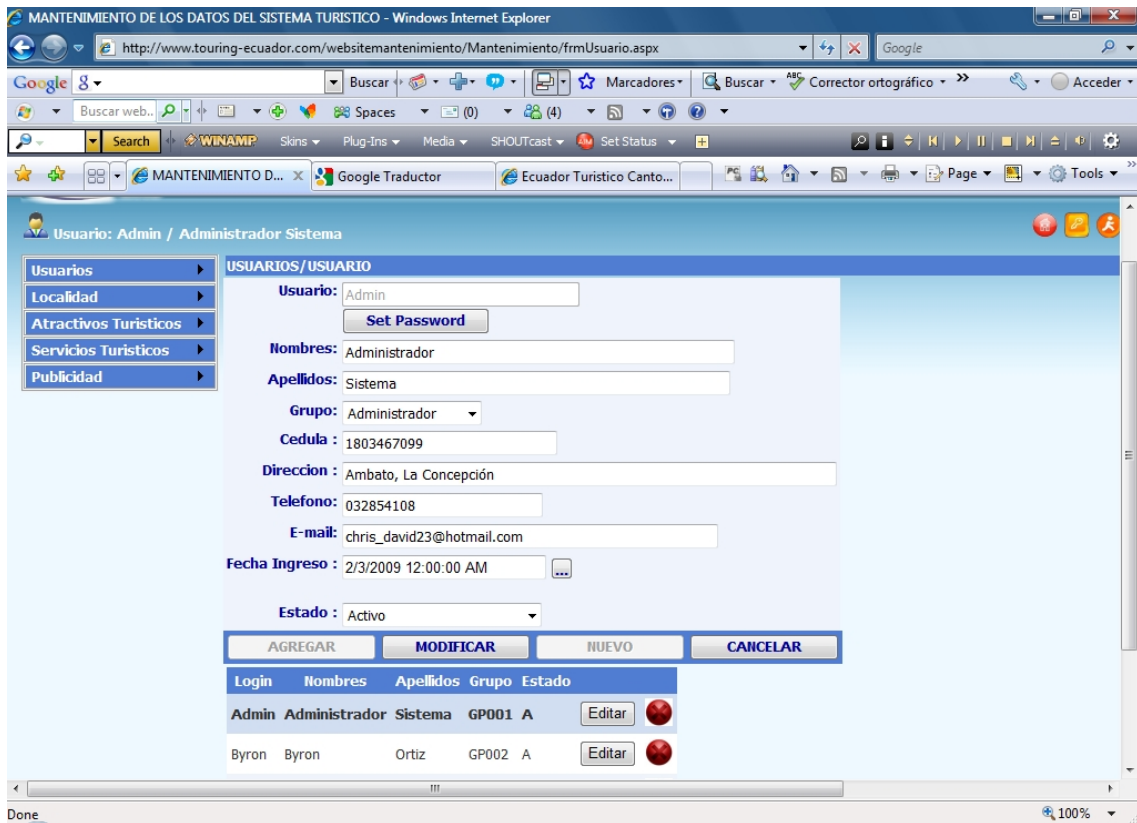 MANTENIMIENTO DE LOS DATOS DEL SISTEMA TURISTICO - Windows Internet Explorer
http://www.touring-ecuador.com/websitemantenimiento/Mantenimiento/frmUsuario.aspx Google
Google Buscar Marcadores Buscar ABC Corrector ortográfico » Acceder
Buscar web.. Spaces (0) (4)
Search WINAMP Skins Plug-Ins Media SHOUTcast Set Status
MANTENIMIENTO D... X Google Traductor Ecuador Turistico Canto... Page Tools »
Usuario: Admin / Administrador Sistema
Usuarios
Localidad
Atractivos Turisticos
Servicios Turisticos
Publicidad
USUARIOS/USUARIO
Usuario: Admin
Set Password
Nombres: Administrador
Apellidos: Sistema
Grupo: Administrador
Cedula : 1803467099
Direccion : Ambato, La Concepción
Telefono: 032854108
E-mail: chris_david23@hotmail.com
Fecha Ingreso : 2/3/2009 12:00:00 AM ...
Estado : Activo
AGREGAR MODIFICAR NUEVO CANCELAR
Login Nombres Apellidos Grupo Estado
Admin Administrador Sistema GP001 A Editar
Byron Byron Ortiz GP002 A Editar
Done 100%